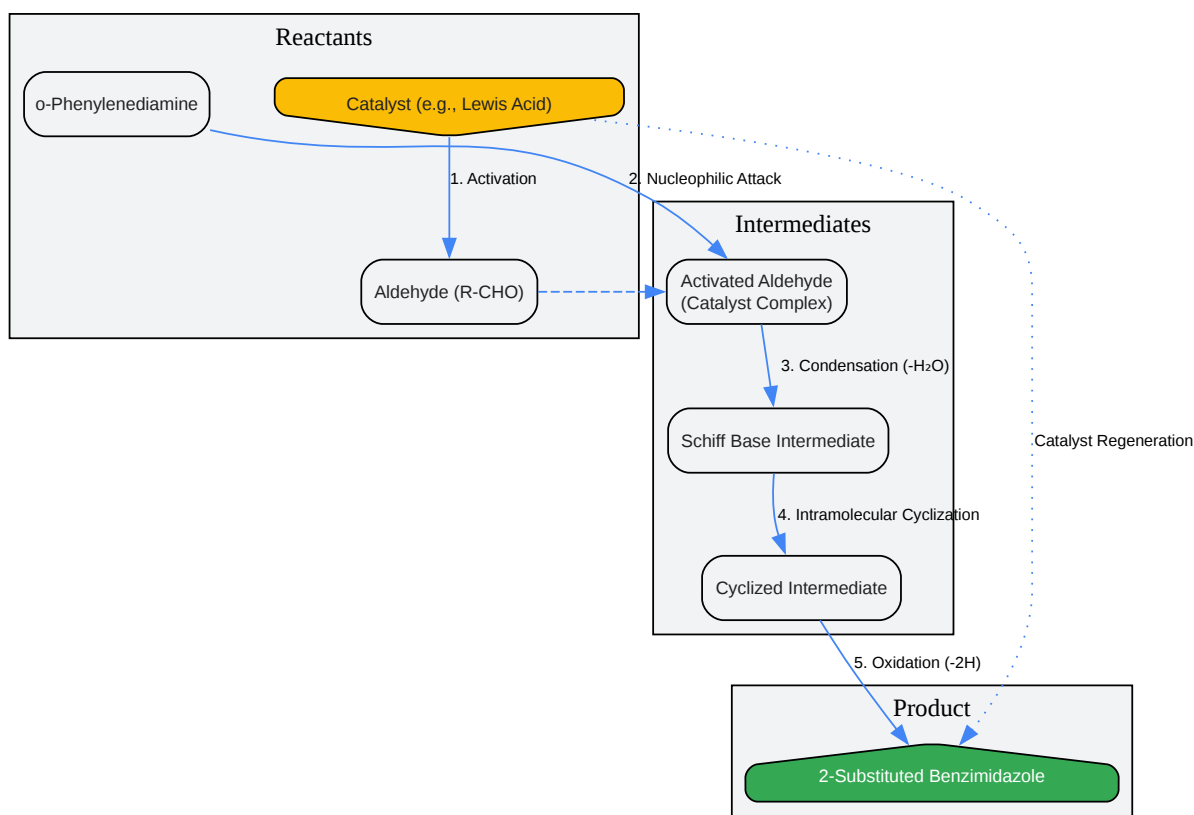 Reactants
o-Phenylenediamine
Catalyst (e.g., Lewis Acid)
1. Activation
2. Nucleophilic Attack
Intermediates
Aldehyde (R-CHO)
Activated Aldehyde
(Catalyst Complex)
3. Condensation (-H₂O)
Schiff Base Intermediate
Catalyst Regeneration
4. Intramolecular Cyclization
Cyclized Intermediate
5. Oxidation (-2H)
Product
2-Substituted Benzimidazole